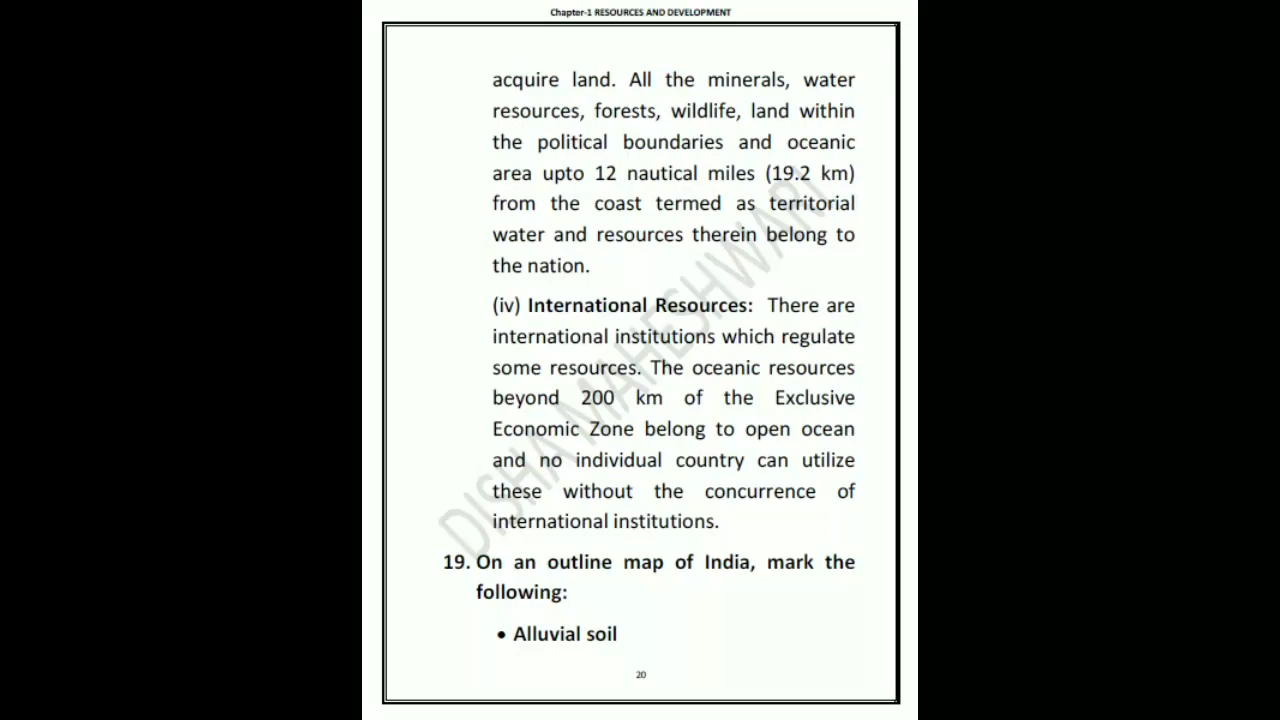 Chapter-1 RESOURCES AND DEVELOPMENT
acquire land. All the minerals, water
resources, forests, wildlife, land within
the political boundaries and oceanic
area upto 12 nautical miles (19.2 km)
from the coast termed as territorial
water and resources therein belong to
the nation.
(iv) International Resources: There are
international institutions which regulate
some resources. The oceanic resources
beyond 200 km of the Exclusive
Economic Zone belong to open ocean
and no individual country can utilize
these without the concurrence of
international institutions.
19. On an outline map of India, mark the
following:
• Alluvial soil
20
DISHA MAHESHWARI